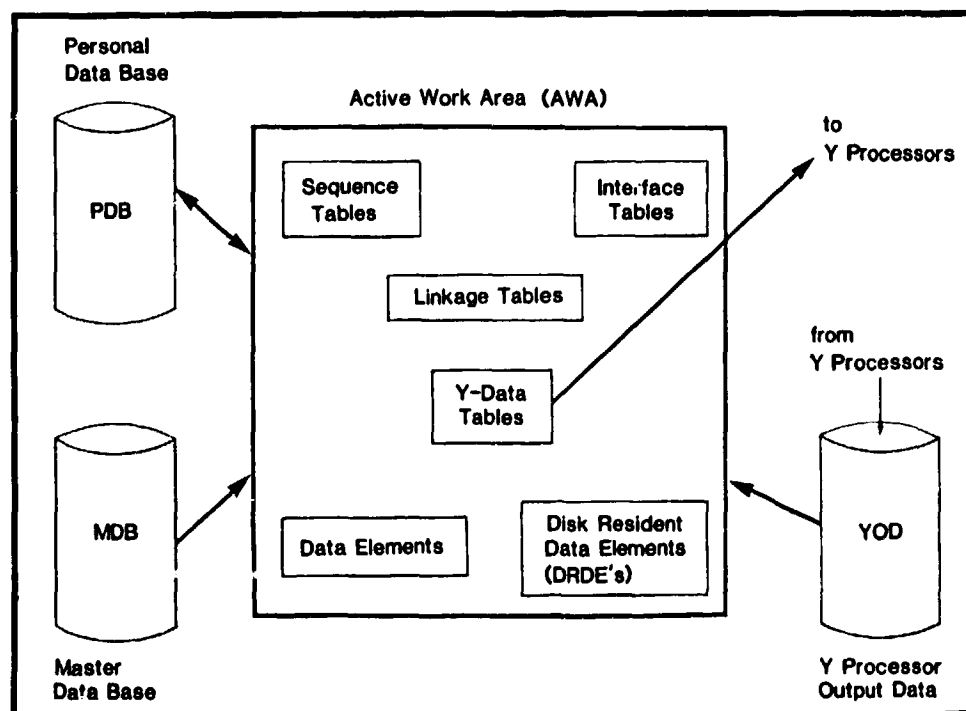 Personal
Data Base
Active Work Area (AWA)
to
Y Processors
PDB
Sequence
Tables
Interface
Tables
Linkage Tables
from
Y Processors
Y-Data
Tables
MDB
Data Elements
Disk Resident
Data Elements
(DRDE's)
YOD
Master
Data Base
Y Processor
Output Data